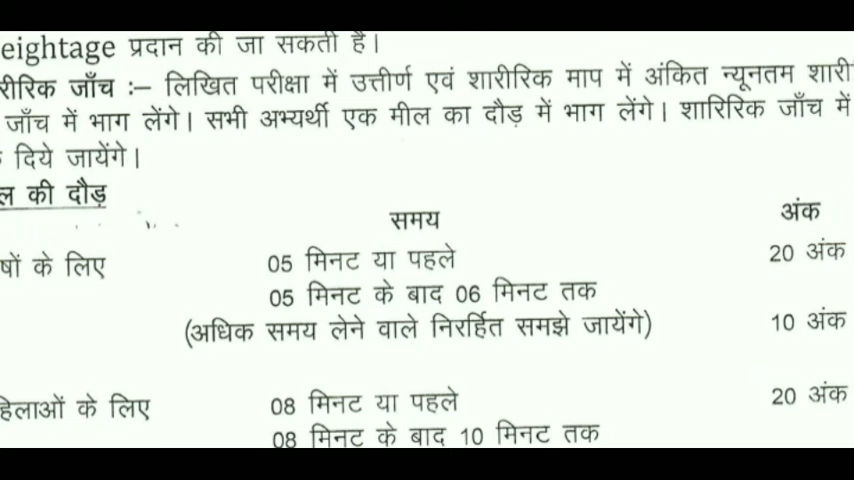 eightage प्रदान की जा सकती है।
रीरिक जाँच :– लिखित परीक्षा में उत्तीर्ण एवं शारीरिक माप में अंकित न्यूनतम शारी
जाँच में भाग लेंगे। सभी अभ्यर्थी एक मील का दौड़ में भाग लेंगे। शारिरिक जाँच में
दिये जायेंगे।
ल की दौड़
समय अंक
षों के लिए 05 मिनट या पहले 20 अंक
05 मिनट के बाद 06 मिनट तक
(अधिक समय लेने वाले निरर्हित समझे जायेंगे) 10 अंक
हिलाओं के लिए 08 मिनट या पहले 20 अंक
08 मिनट के बाद 10 मिनट तक